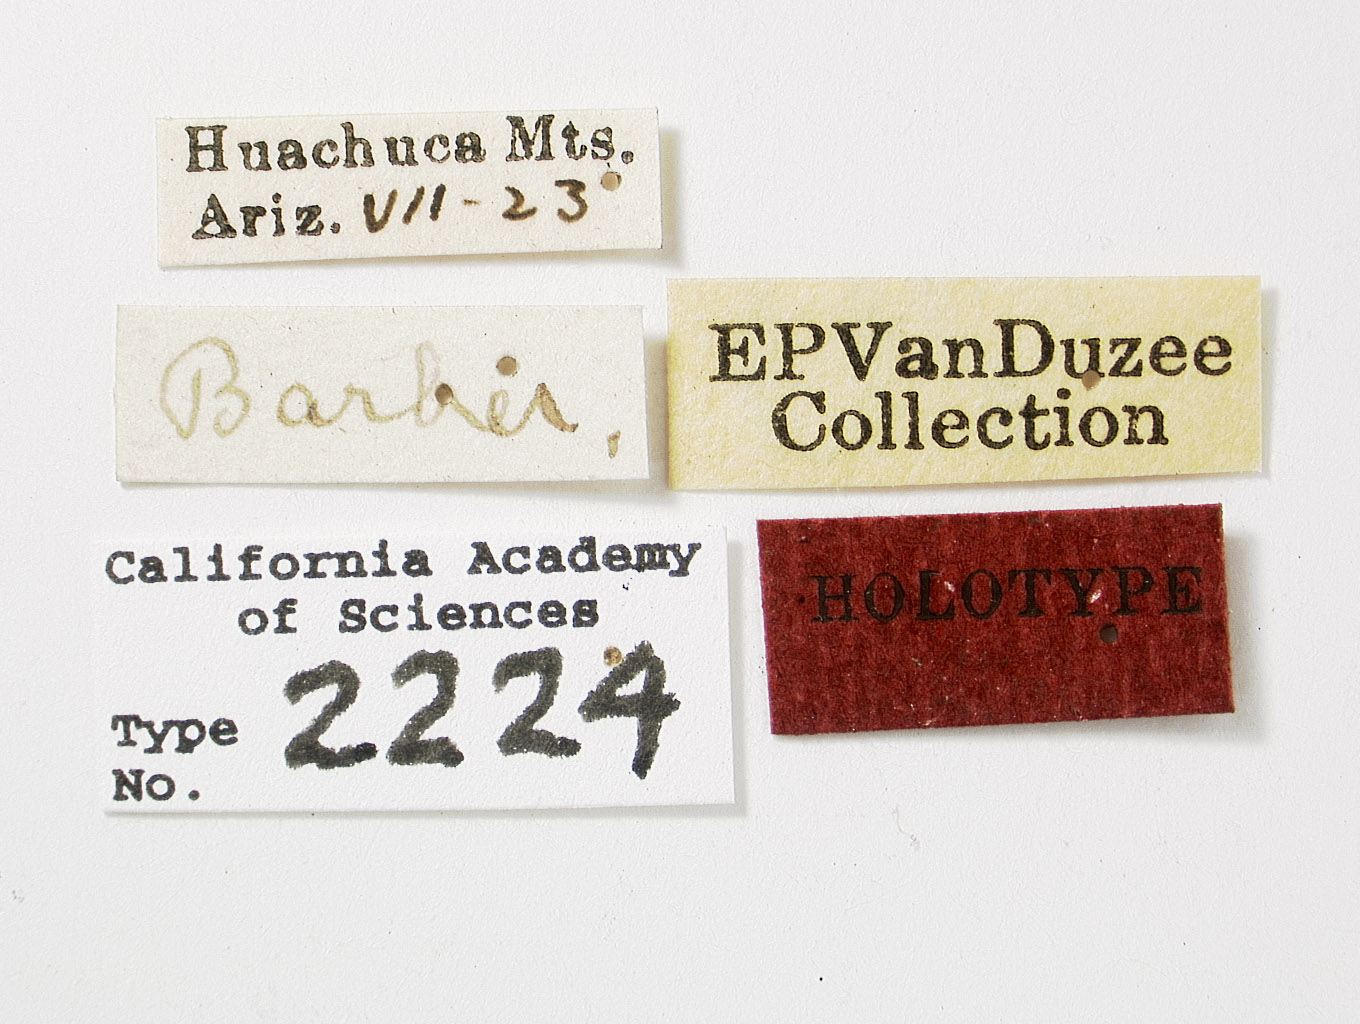 Huachuca Mts.
Ariz. VII-23
Barber,
EPVanDuzee
Collection
California Academy
of Sciences
Type
No. 2224
HOLOTYPE